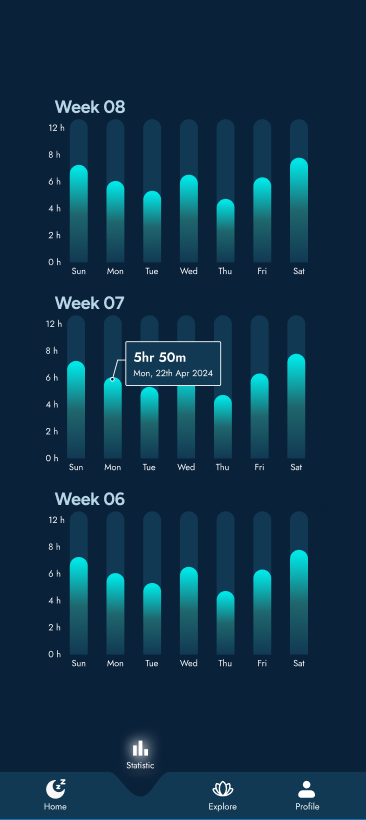 Week 08
12 h
8 h
6 h
4 h
2 h
0 h
Sun Mon Tue Wed Thu Fri Sat
Week 07
12 h
8 h
6 h
4 h
2 h
0 h
5hr 50m
Mon, 22th Apr 2024
Sun Mon Tue Wed Thu Fri Sat
Week 06
12 h
8 h
6 h
4 h
2 h
0 h
Sun Mon Tue Wed Thu Fri Sat
Statistic
Home Explore Profile